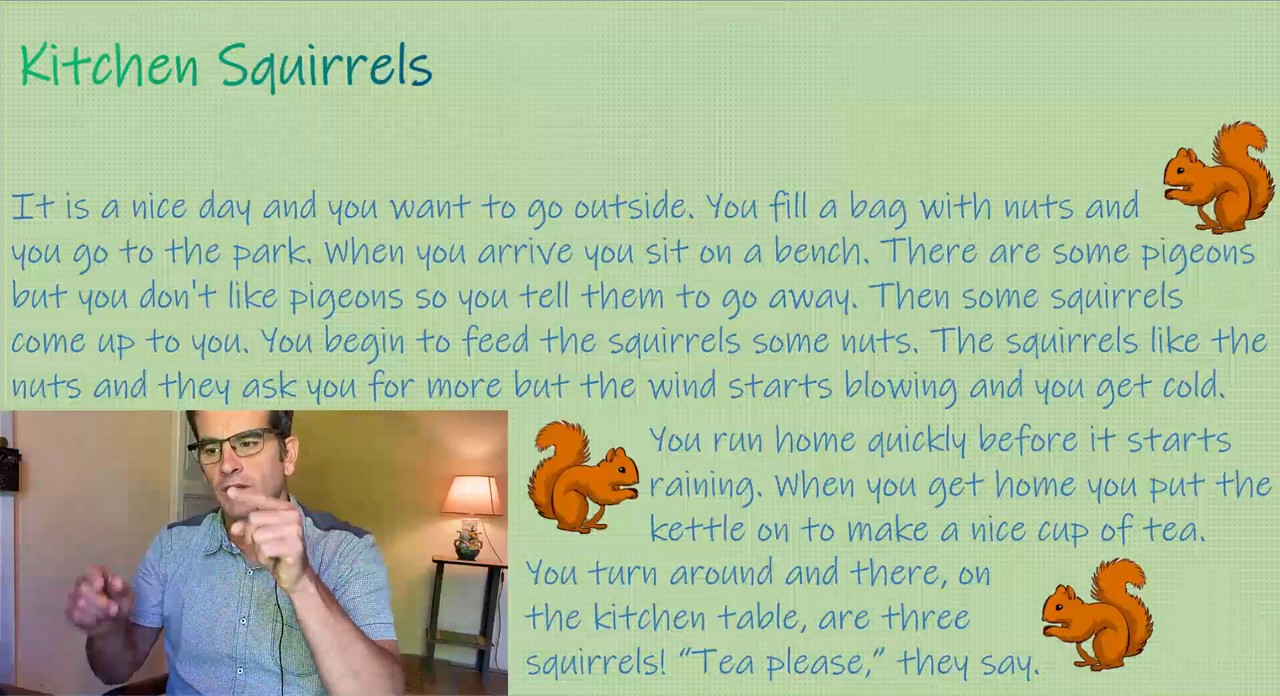 Kitchen Squirrels
It is a nice day and you want to go outside. You fill a bag with nuts and
you go to the park. When you arrive you sit on a bench. There are some pigeons
but you don't like pigeons so you tell them to go away. Then some squirrels
come up to you. You begin to feed the squirrels some nuts. The squirrels like the
nuts and they ask you for more but the wind starts blowing and you get cold.
You run home quickly before it starts
raining. When you get home you put the
kettle on to make a nice cup of tea.
You turn around and there, on
the kitchen table, are three
squirrels! “Tea please,” they say.